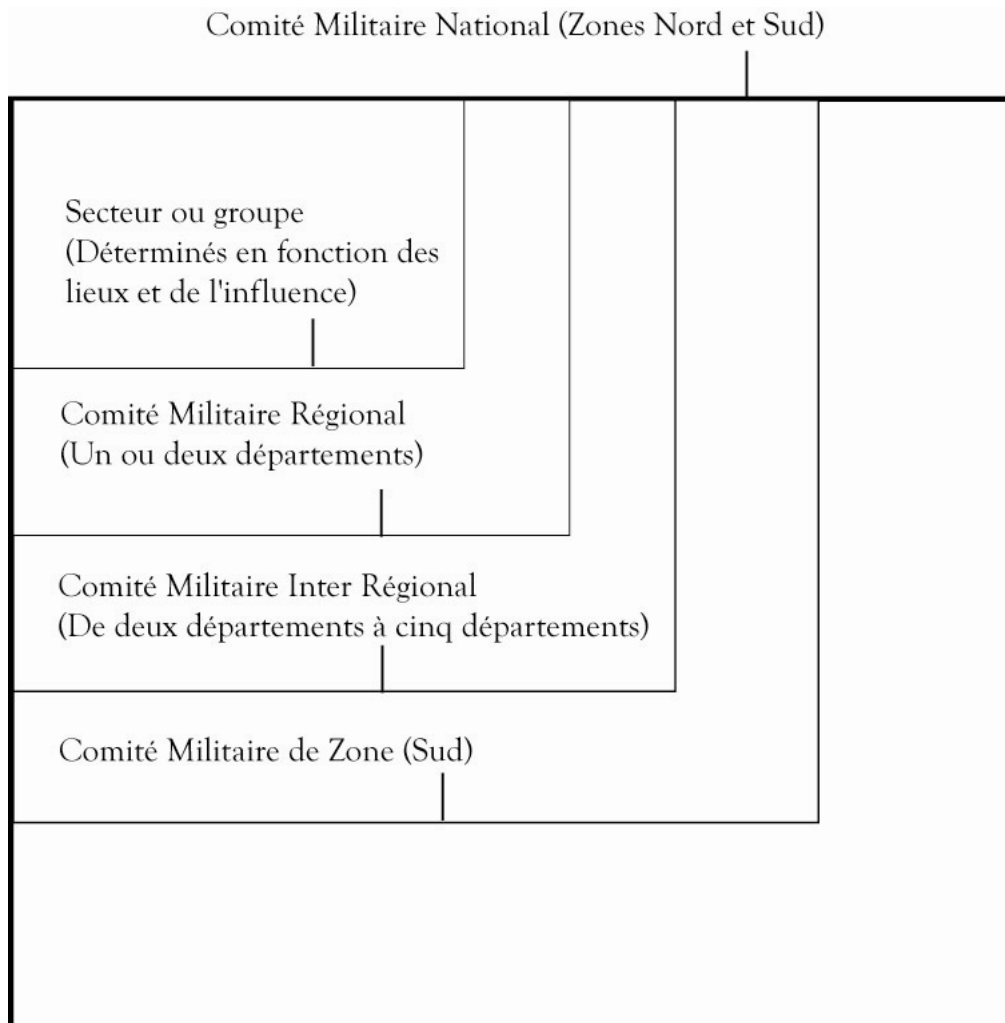 Comité Militaire National (Zones Nord et Sud)
Secteur ou groupe
(Déterminés en fonction des
lieux et de l'influence)
Comité Militaire Régional
(Un ou deux départements)
Comité Militaire Inter Régional
(De deux départements à cinq départements)
Comité Militaire de Zone (Sud)